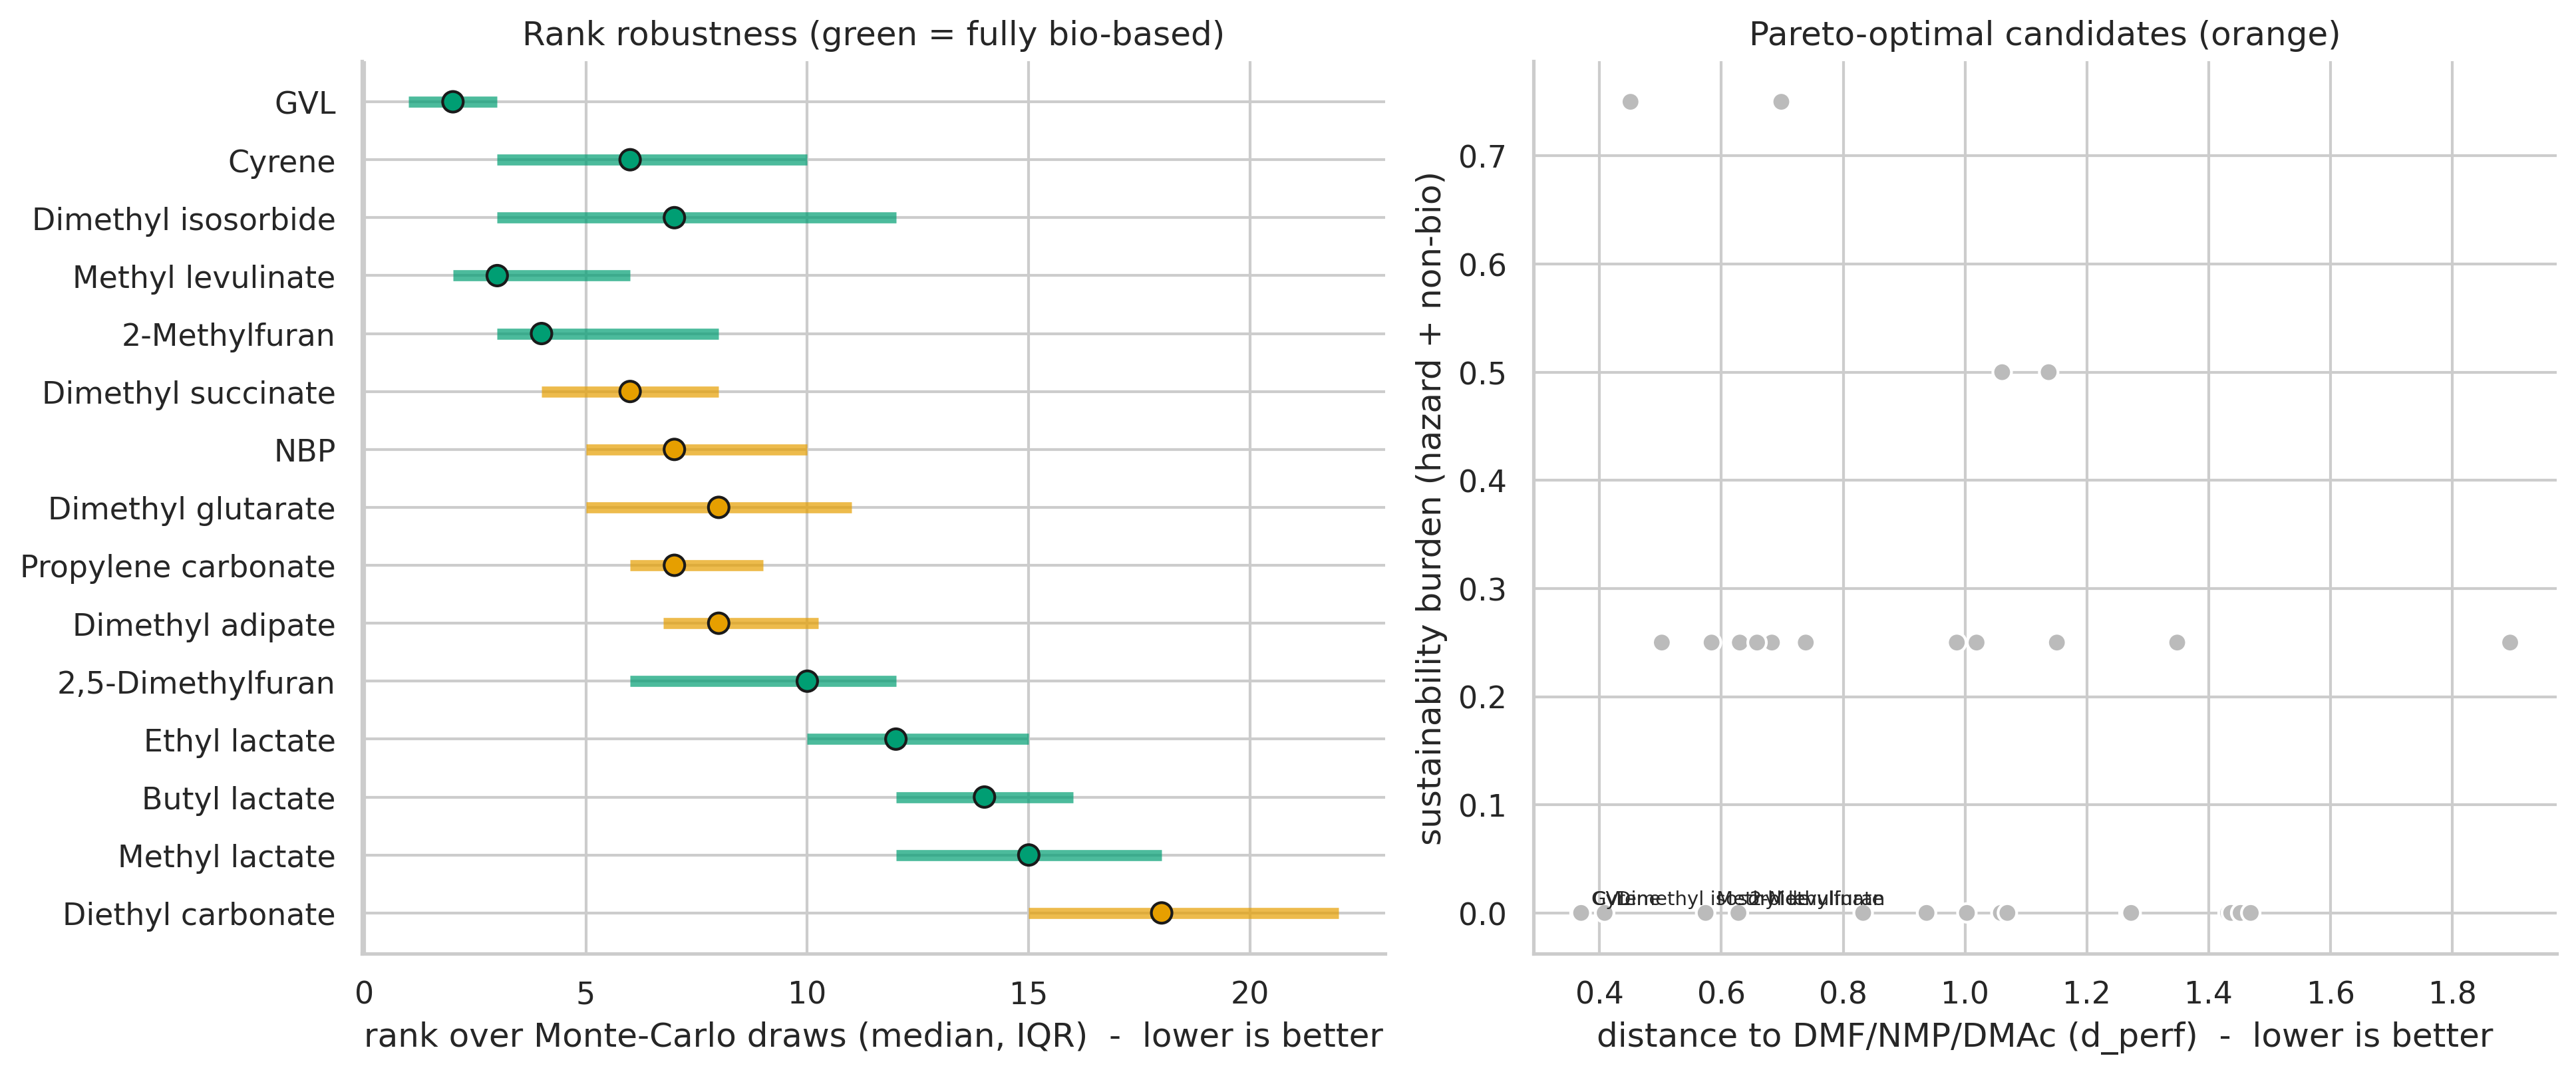 Rank robustness (green = fully bio-based)
GVL
Cyrene
Dimethyl isosorbide
Methyl levulinate
2-Methylfuran
Dimethyl succinate
NBP
Dimethyl glutarate
Propylene carbonate
Dimethyl adipate
2,5-Dimethylfuran
Ethyl lactate
Butyl lactate
Methyl lactate
Diethyl carbonate
0 5 10 15 20
rank over Monte-Carlo draws (median, IQR) - lower is better
Pareto-optimal candidates (orange)
sustainability burden (hazard + non-bio)
0.7
0.6
0.5
0.4
0.3
0.2
0.1
0.0
Dimethyl
0.4 0.6 0.8 1.0 1.2 1.4 1.6 1.8
distance to DMF/NMP/DMAc (d_perf) - lower is better